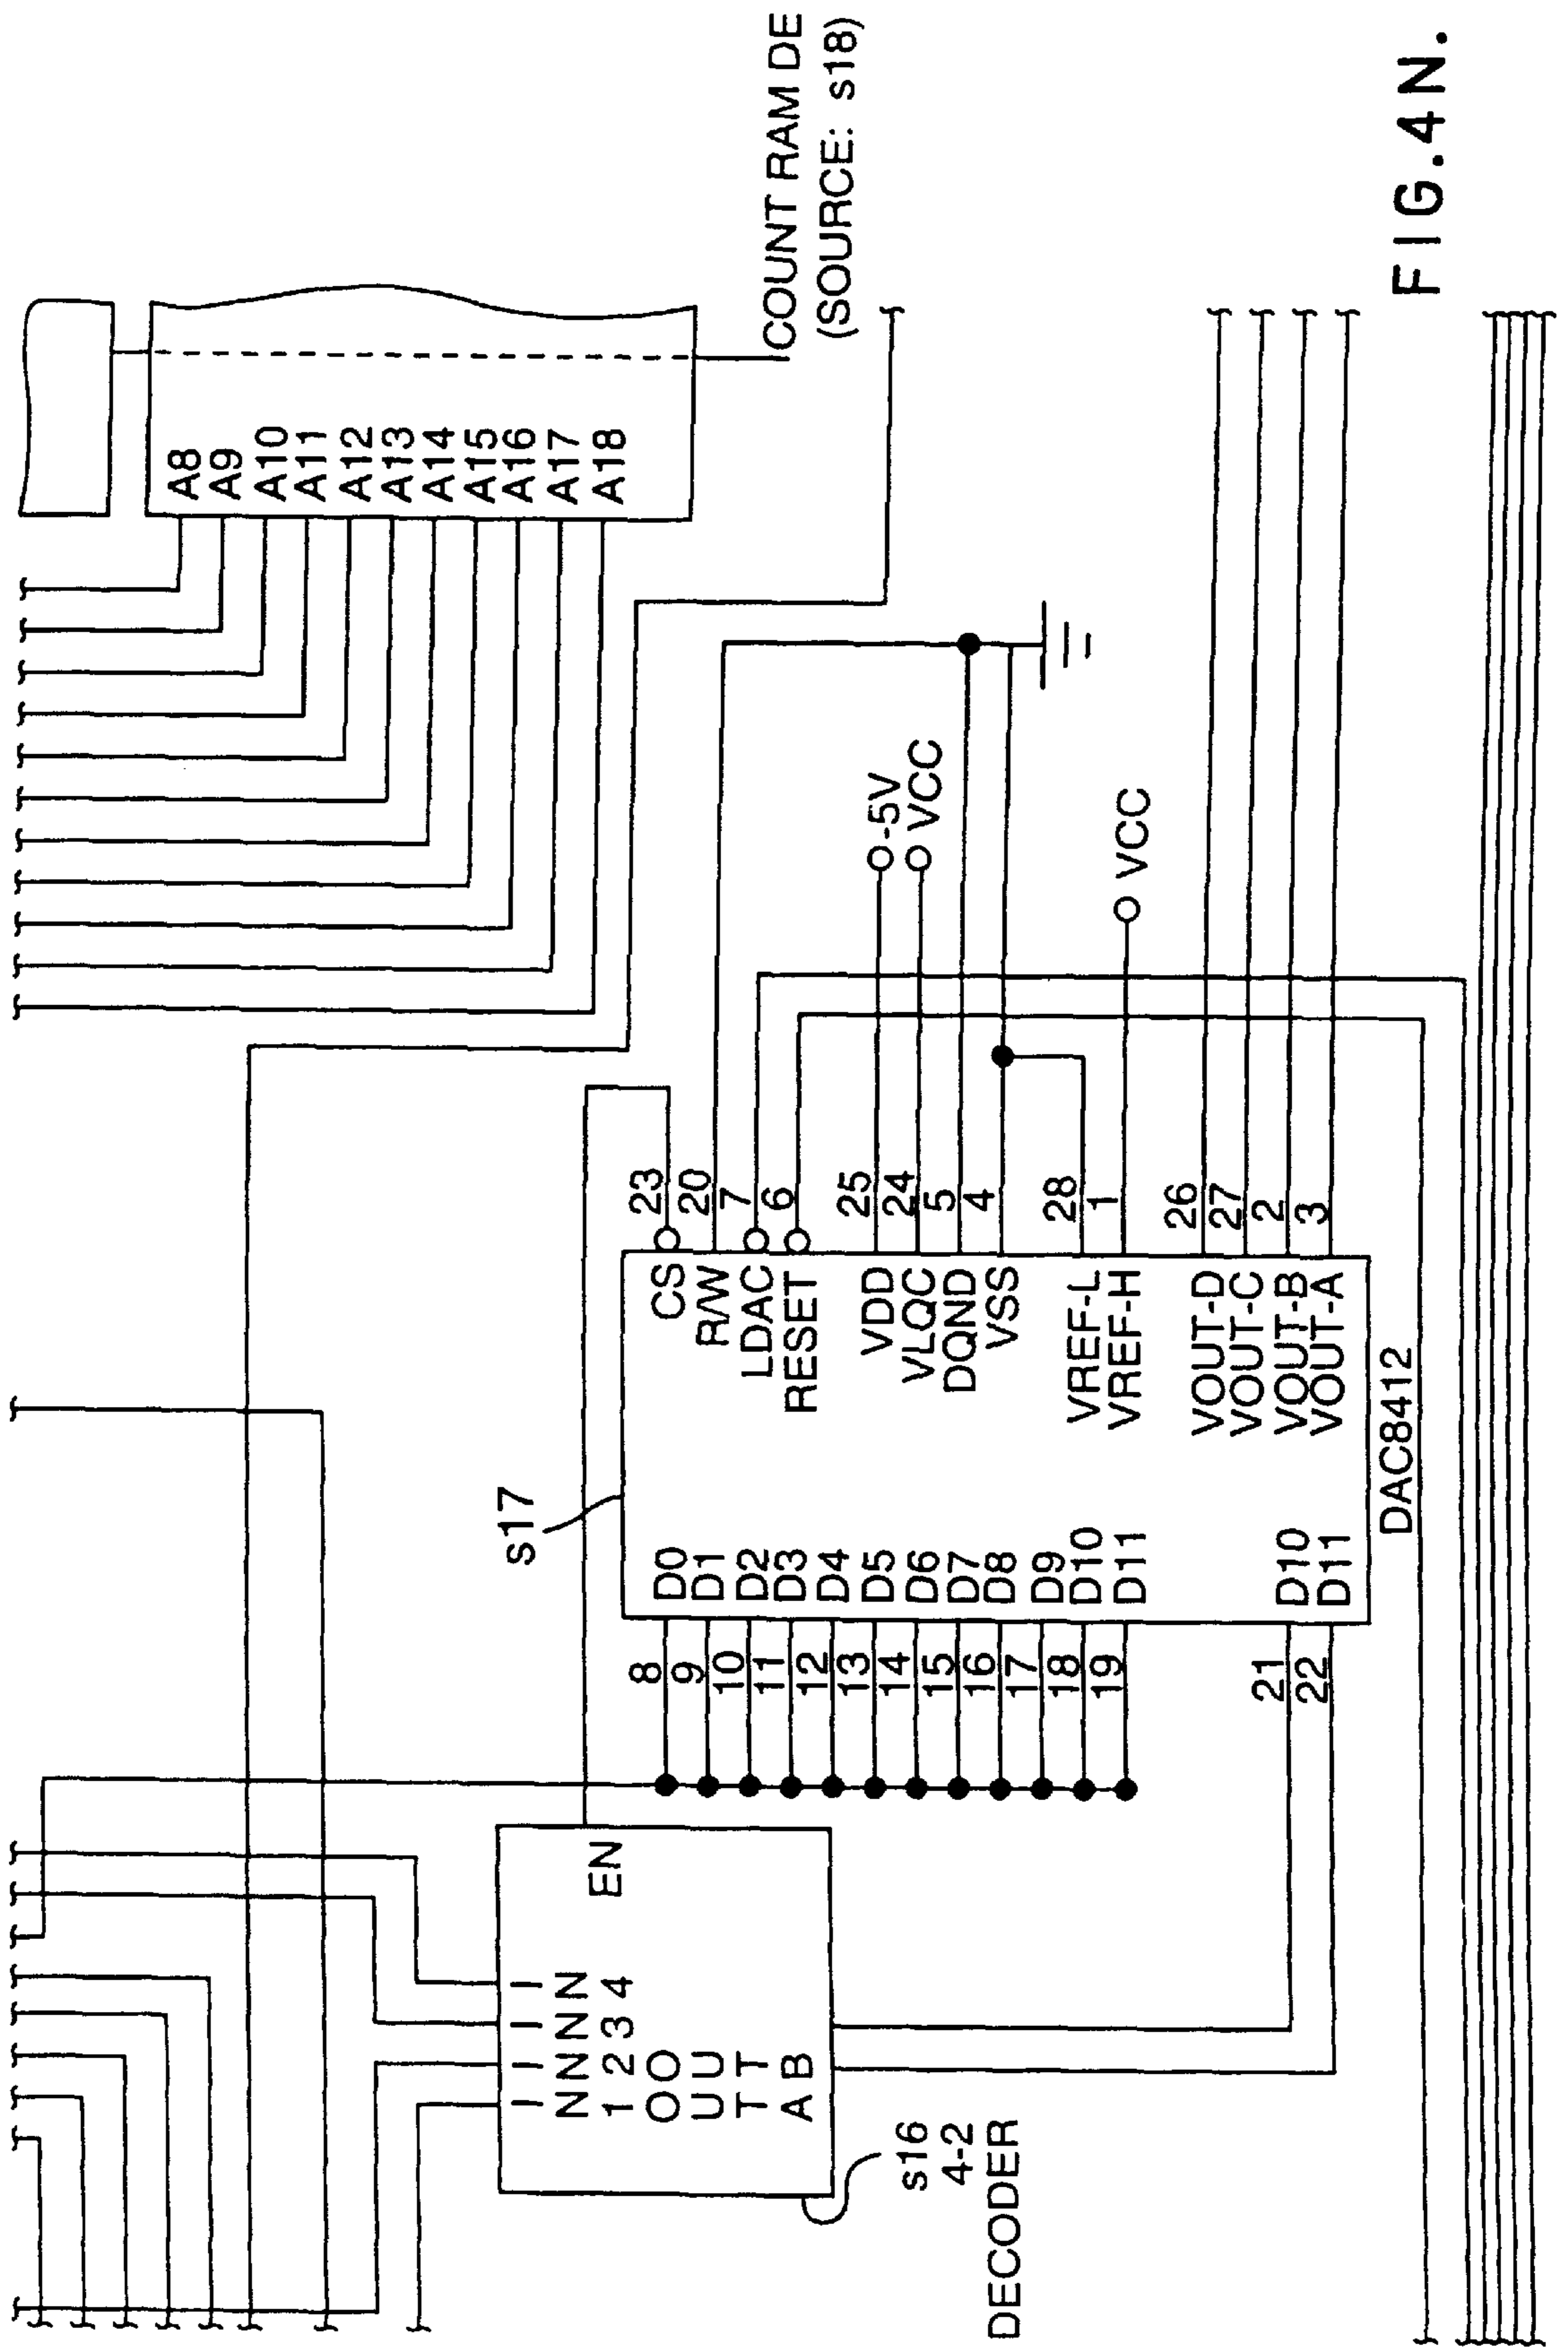 A8
A9
A10
A11
A12
A13
A14
A15
A16
A17
A18
COUNT RAM DE
(SOURCE: s18)
s17
D0
D1
D2
D3
D4
D5
D6
D7
D8
D9
D10
D11
D10
D11
8
9
10
11
12
13
14
15
16
17
18
19
21
22
CS
R/W
LDAC
RESET
VDD
VLQC
DQND
VSS
VREF-L
VREF-H
VOUT-D
VOUT-C
VOUT-B
VOUT-A
23
20
7
6
25
24
5
4
28
1
26
27
2
3
-5V
VCC
VCC
DAC8412
EN
IN1
IN2
IN3
IN4
OUTA
OUTB
s16
4-2
DECODER
FIG.4N.